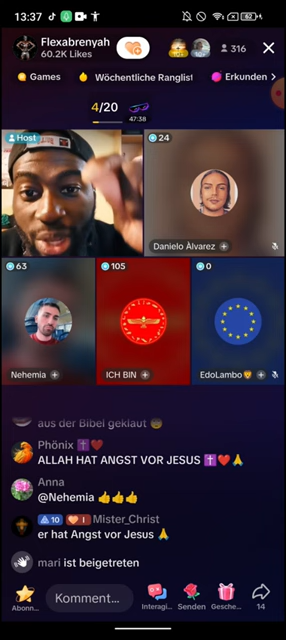 13:37
62
Flexabrenyah
60.2K Likes
316
Games
Wöchentliche Ranglist
Erkunden
4/20
47:38
Host
24
Danielo Àlvarez
63
Nehemia
105
ICH BIN
0
EdoLambo
aus der Bibel geklaut
Phönix ✝️❤️
ALLAH HAT ANGST VOR JESUS ✝️❤️🙏
Anna
@Nehemia 👍👍👍
10 I Mister_Christ
er hat Angst vor Jesus 🙏
mari ist beigetreten
Abonn...
Komment...
Interagi...
Senden
Gesche...
14